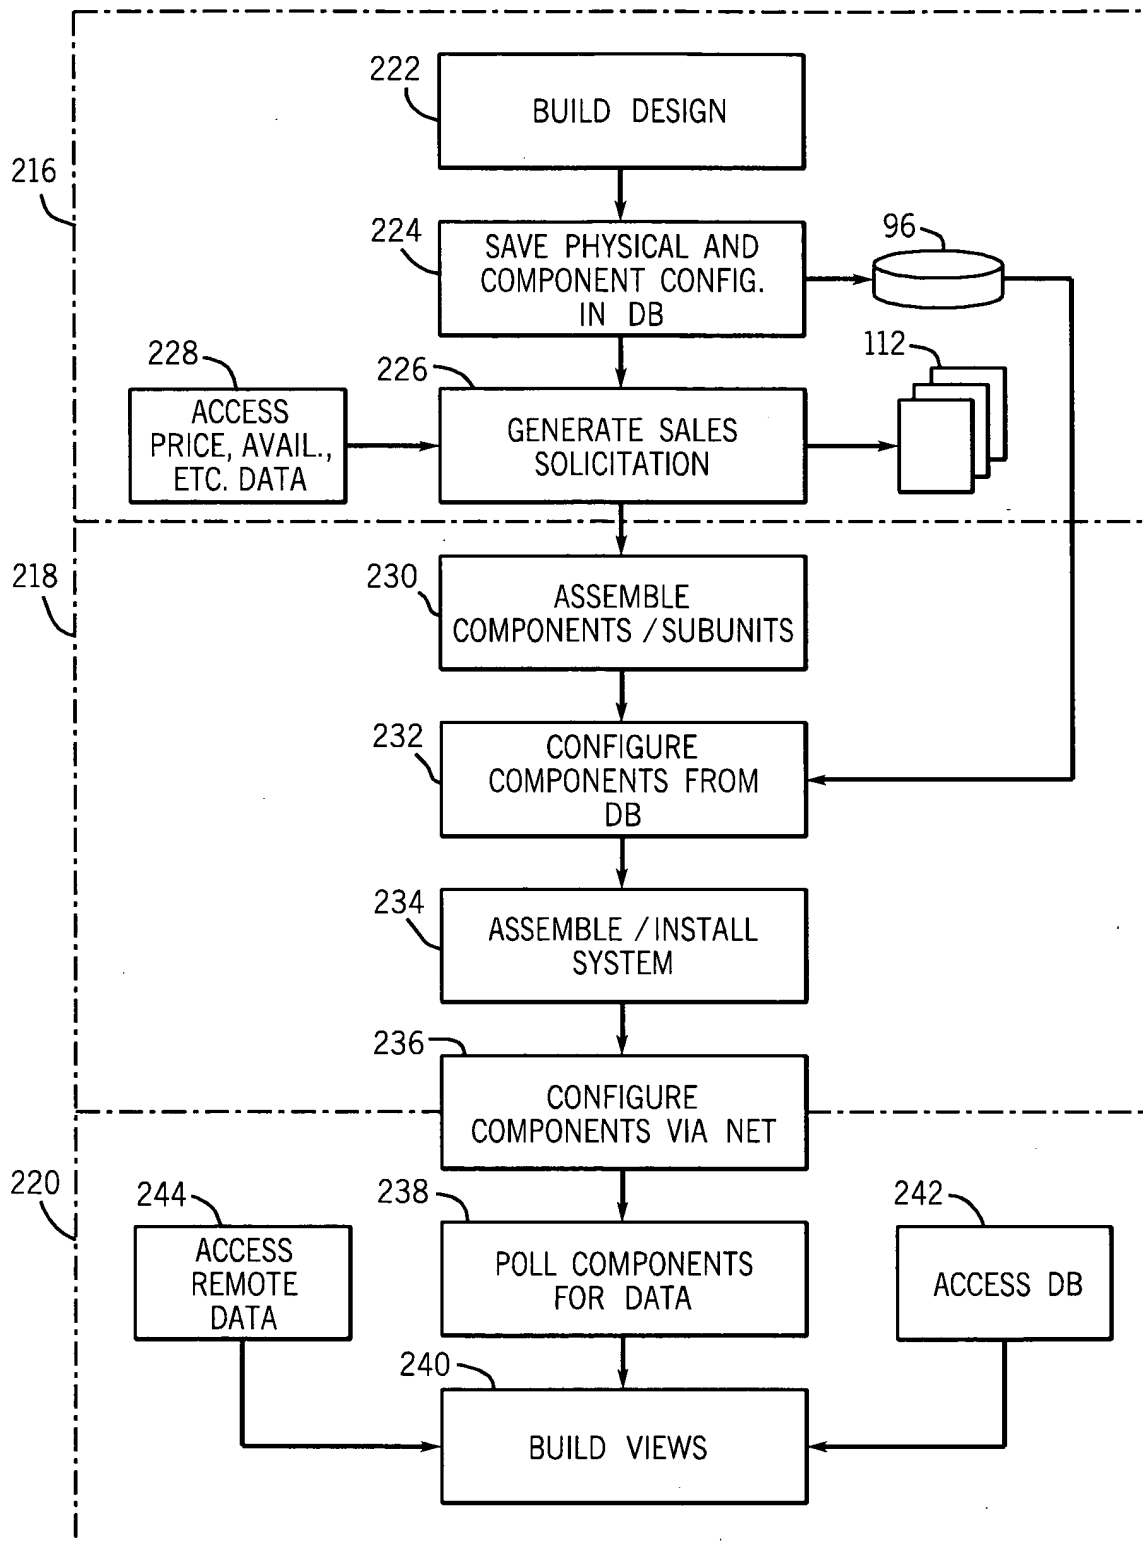 222
BUILD DESIGN
216
224
SAVE PHYSICAL AND
COMPONENT CONFIG.
IN DB
96
228
ACCESS
PRICE, AVAIL.,
ETC. DATA
226
GENERATE SALES
SOLICITATION
112
218
230
ASSEMBLE
COMPONENTS / SUBUNITS
232
CONFIGURE
COMPONENTS FROM
DB
234
ASSEMBLE / INSTALL
SYSTEM
236
CONFIGURE
COMPONENTS VIA NET
220
244
ACCESS
REMOTE
DATA
238
POLL COMPONENTS
FOR DATA
242
ACCESS DB
240
BUILD VIEWS